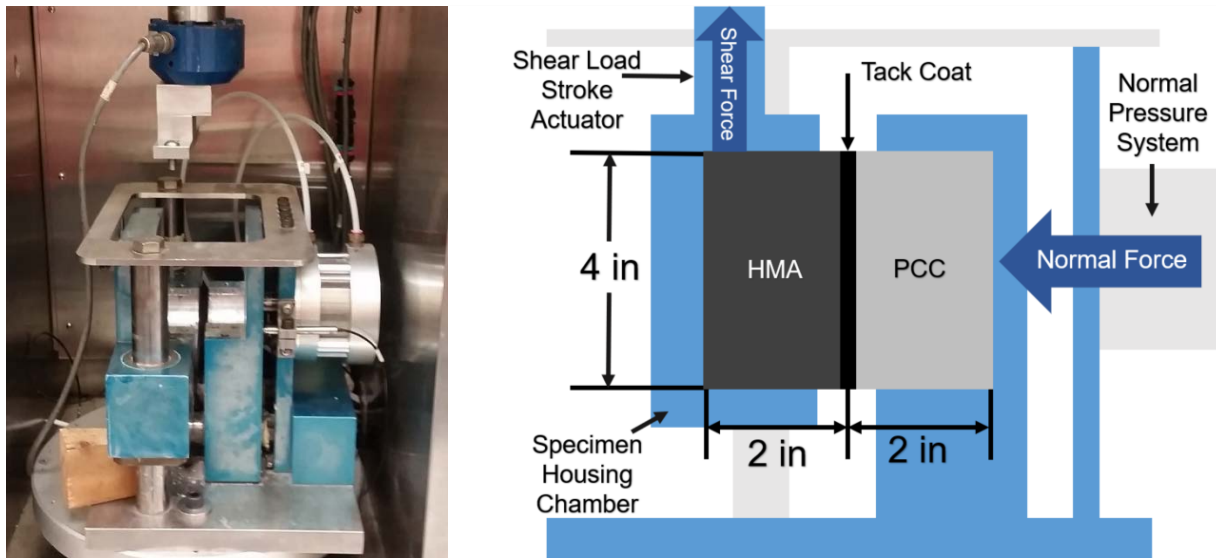 Shear Load
Stroke
Actuator
Shear Force
Tack Coat
Normal
Pressure
System
4 in
HMA
PCC
Normal Force
2 in
2 in
Specimen
Housing
Chamber